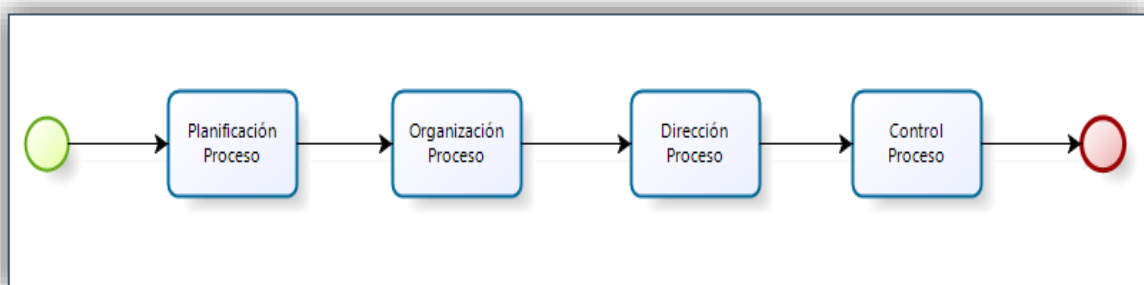 Planificación
Proceso
Organización
Proceso
Dirección
Proceso
Control
Proceso